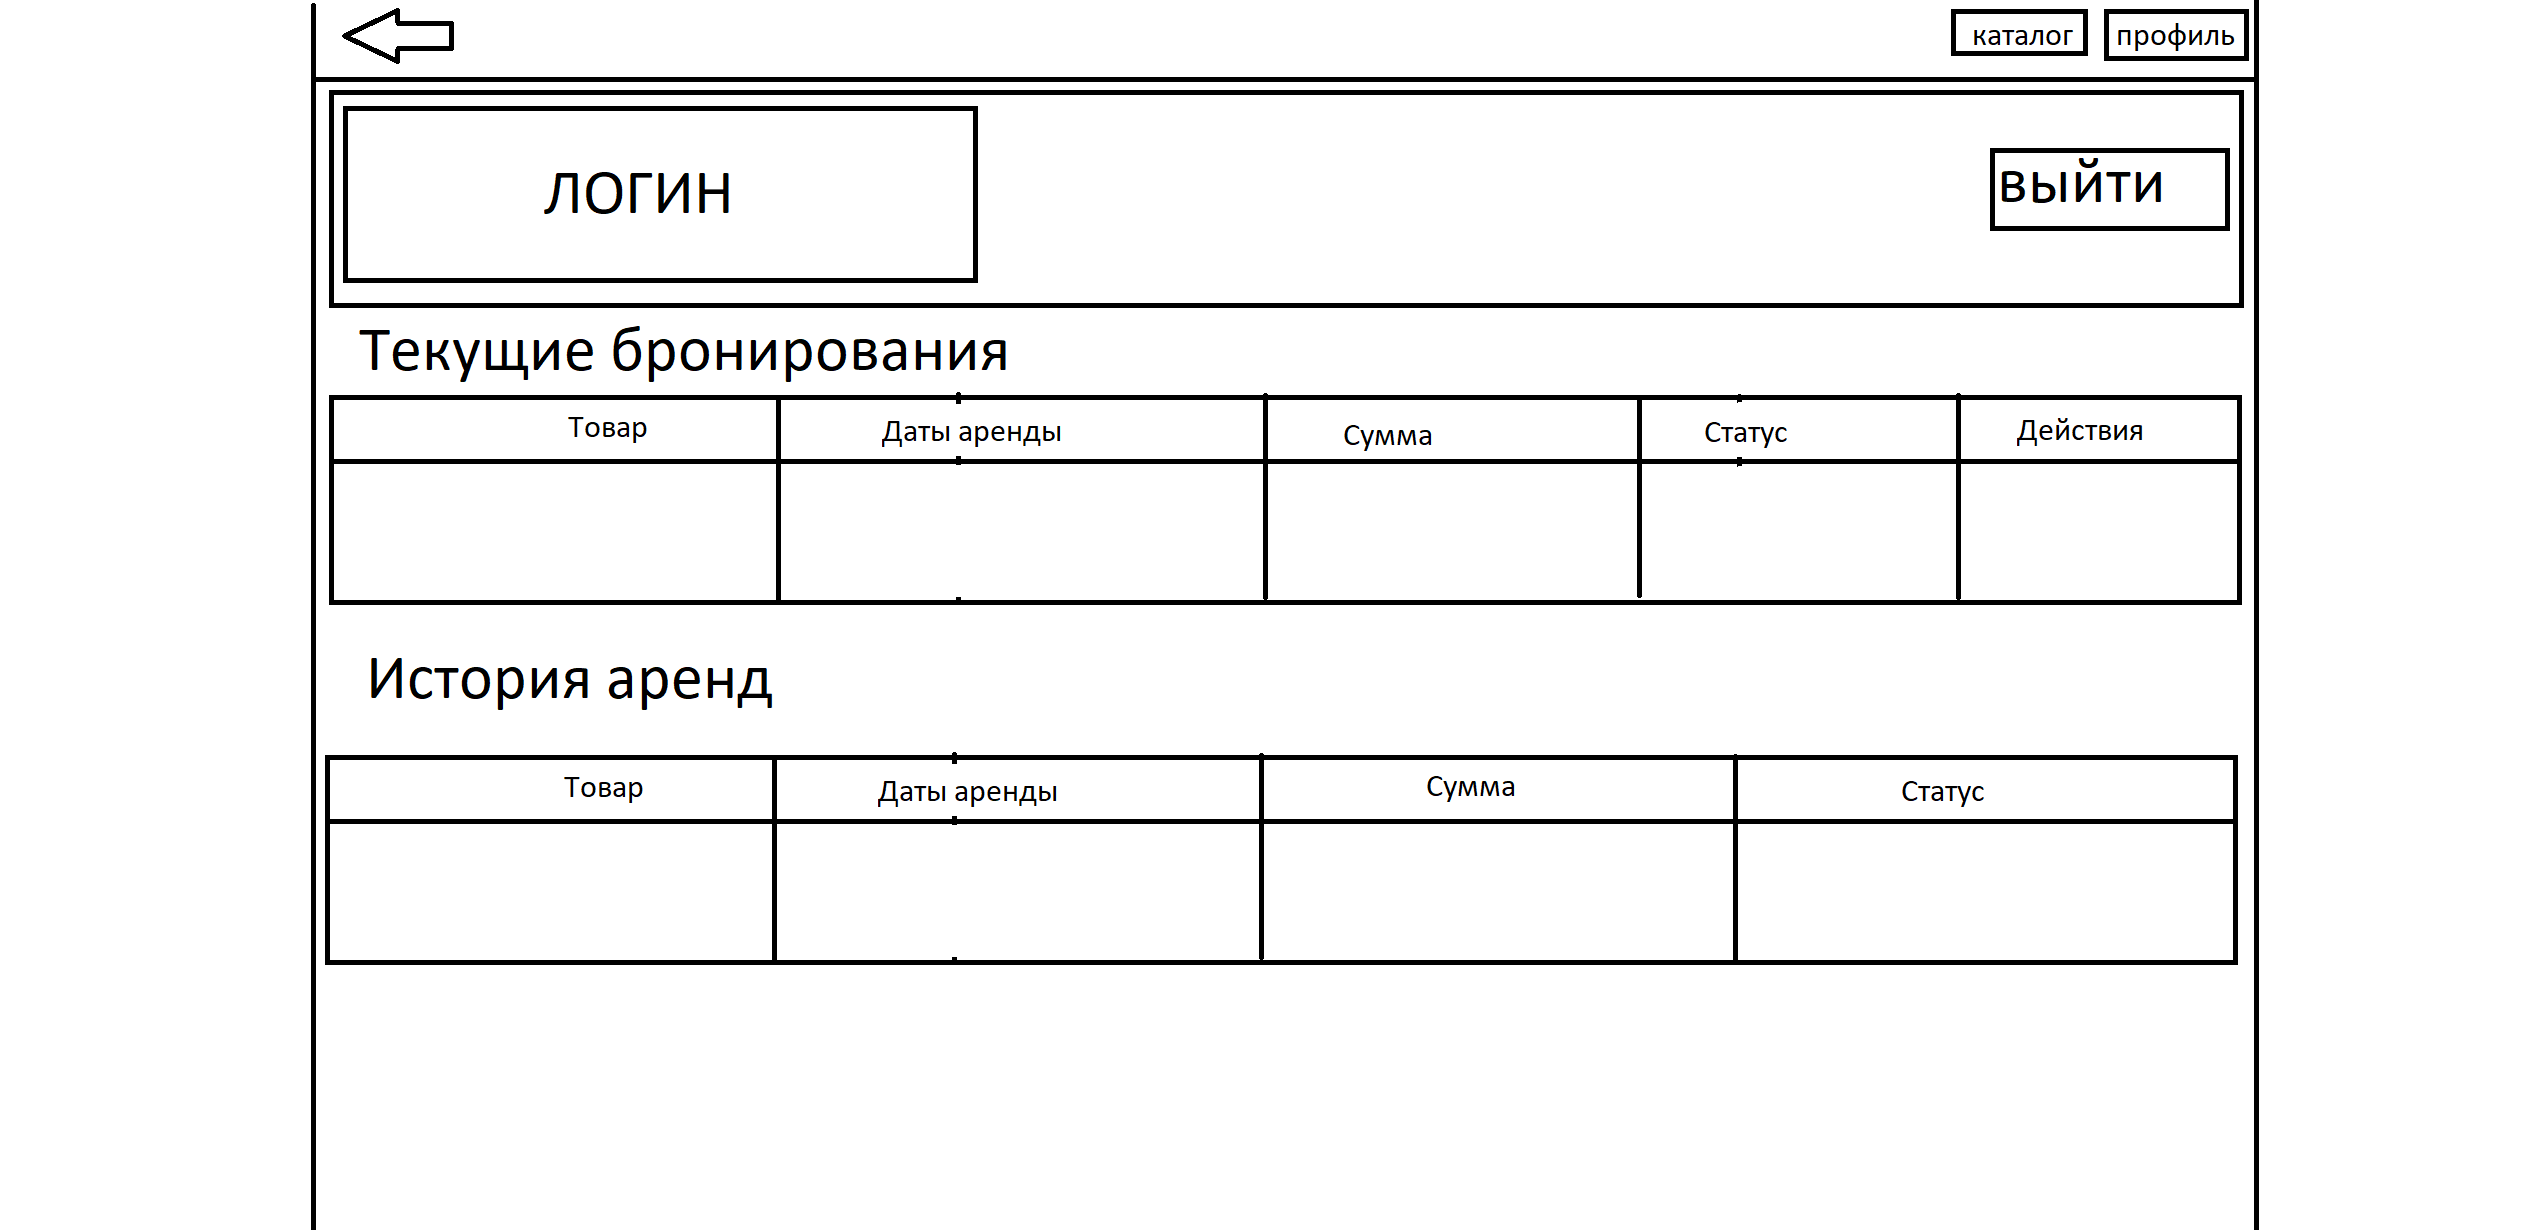 каталог
профиль
ЛОГИН
выйти
Текущие бронирования
Товар
Даты аренды
Сумма
Статус
Действия
История аренд
Товар
Даты аренды
Сумма
Статус